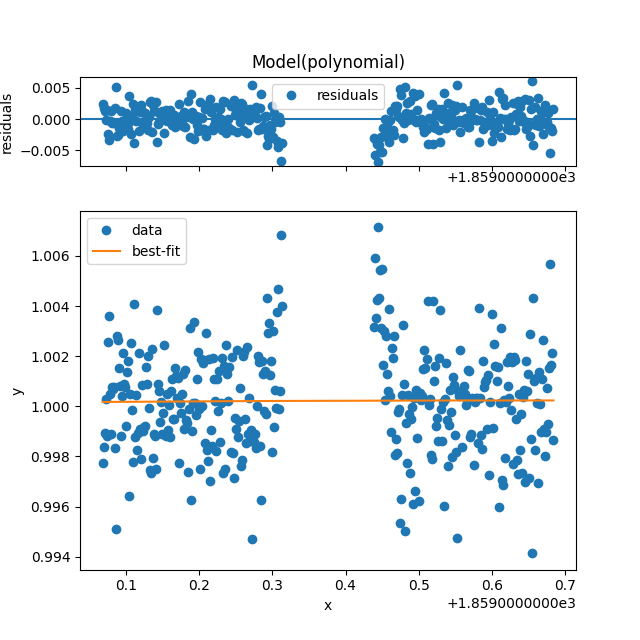 Model(polynomial)
residuals
0.005
0.000
−0.005
residuals
+1.8590000000e3
data
best-fit
y
1.006
1.004
1.002
1.000
0.998
0.996
0.994
0.1 0.2 0.3 0.4 0.5 0.6 0.7
x
+1.8590000000e3